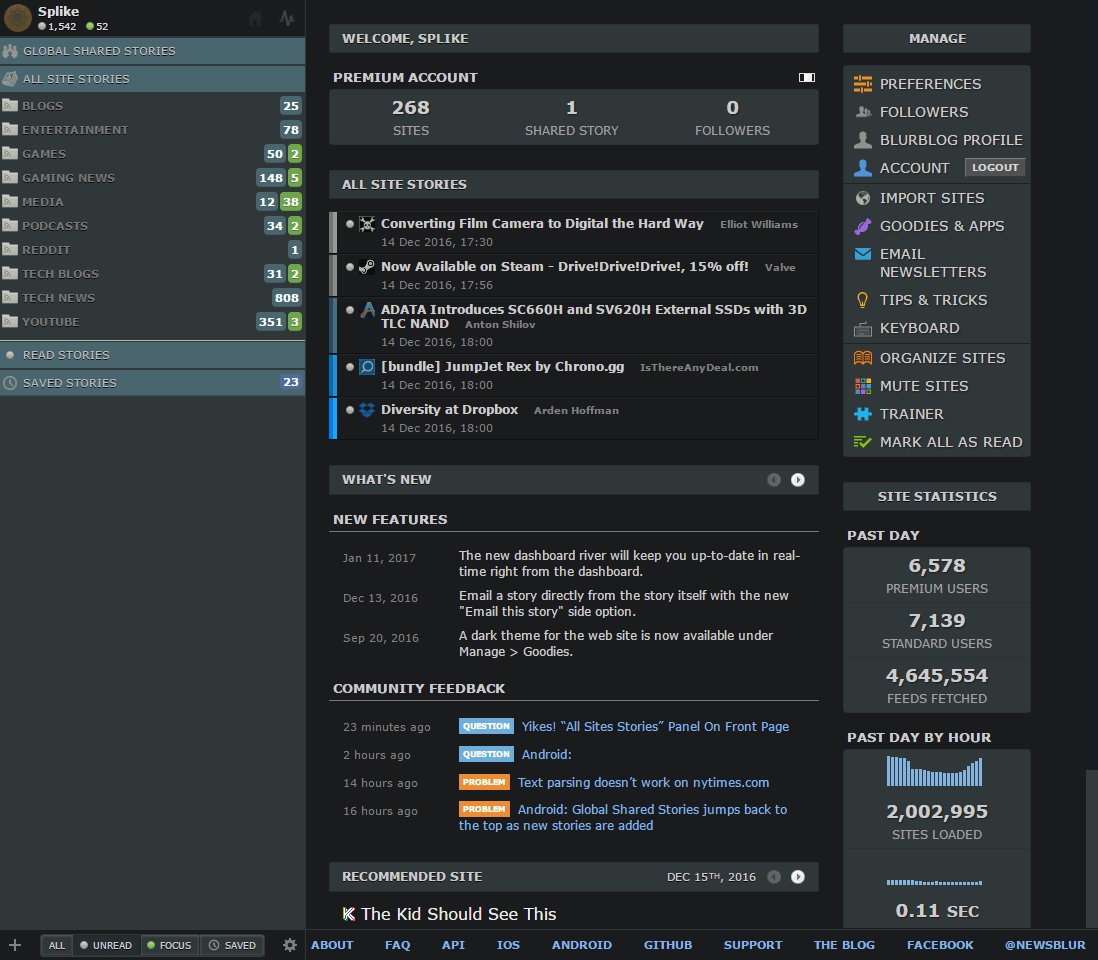 Splike
1,542 52
GLOBAL SHARED STORIES
ALL SITE STORIES
BLOGS 25
ENTERTAINMENT 78
GAMES 50 2
GAMING NEWS 148 5
MEDIA 12 38
PODCASTS 34 2
REDDIT 1
TECH BLOGS 31 2
TECH NEWS 808
YOUTUBE 351 3
READ STORIES
SAVED STORIES 23
ALL UNREAD FOCUS SAVED
WELCOME, SPLIKE
PREMIUM ACCOUNT
268 1 0
SITES SHARED STORY FOLLOWERS
ALL SITE STORIES
Converting Film Camera to Digital the Hard Way Elliot Williams
14 Dec 2016, 17:30
Now Available on Steam - Drive!Drive!Drive!, 15% off! Valve
14 Dec 2016, 17:56
ADATA Introduces SC660H and SV620H External SSDs with 3D
TLC NAND Anton Shilov
14 Dec 2016, 18:00
[bundle] JumpJet Rex by Chrono.gg IsThereAnyDeal.com
14 Dec 2016, 18:00
Diversity at Dropbox Arden Hoffman
14 Dec 2016, 18:00
WHAT'S NEW
NEW FEATURES
Jan 11, 2017 The new dashboard river will keep you up-to-date in real-
time right from the dashboard.
Dec 13, 2016 Email a story directly from the story itself with the new
"Email this story" side option.
Sep 20, 2016 A dark theme for the web site is now available under
Manage > Goodies.
COMMUNITY FEEDBACK
23 minutes ago QUESTION Yikes! “All Sites Stories” Panel On Front Page
2 hours ago QUESTION Android:
14 hours ago PROBLEM Text parsing doesn’t work on nytimes.com
16 hours ago PROBLEM Android: Global Shared Stories jumps back to
the top as new stories are added
RECOMMENDED SITE DEC 15TH, 2016
The Kid Should See This
MANAGE
PREFERENCES
FOLLOWERS
BLURBLOG PROFILE
ACCOUNT LOGOUT
IMPORT SITES
GOODIES & APPS
EMAIL
NEWSLETTERS
TIPS & TRICKS
KEYBOARD
ORGANIZE SITES
MUTE SITES
TRAINER
MARK ALL AS READ
SITE STATISTICS
PAST DAY
6,578
PREMIUM USERS
7,139
STANDARD USERS
4,645,554
FEEDS FETCHED
PAST DAY BY HOUR
2,002,995
SITES LOADED
0.11 SEC
ABOUT FAQ API IOS ANDROID GITHUB SUPPORT THE BLOG FACEBOOK @NEWSBLUR